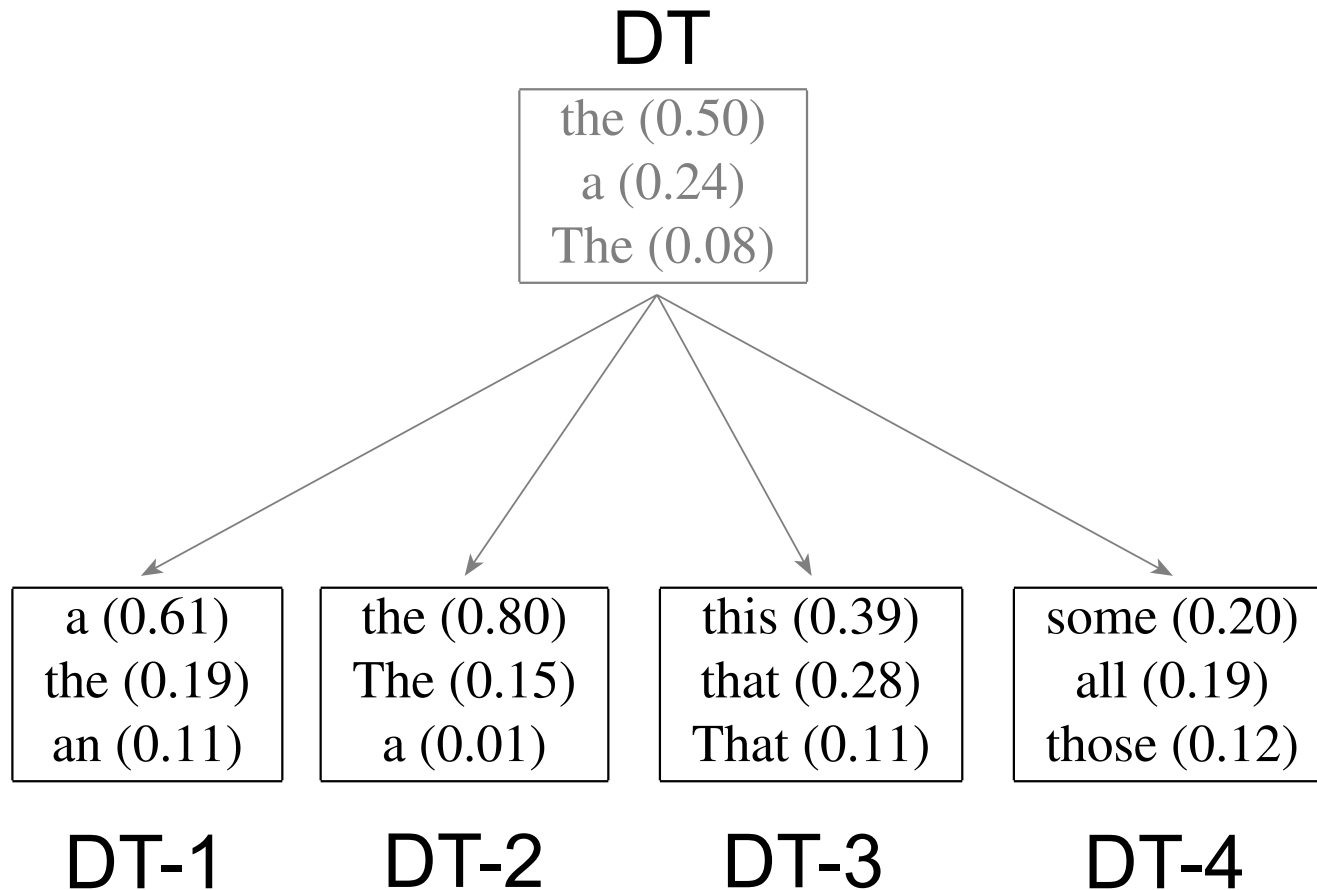 DT
the (0.50)
a (0.24)
The (0.08)
a (0.61)
the (0.19)
an (0.11)
the (0.80)
The (0.15)
a (0.01)
this (0.39)
that (0.28)
That (0.11)
some (0.20)
all (0.19)
those (0.12)
DT-1
DT-2
DT-3
DT-4